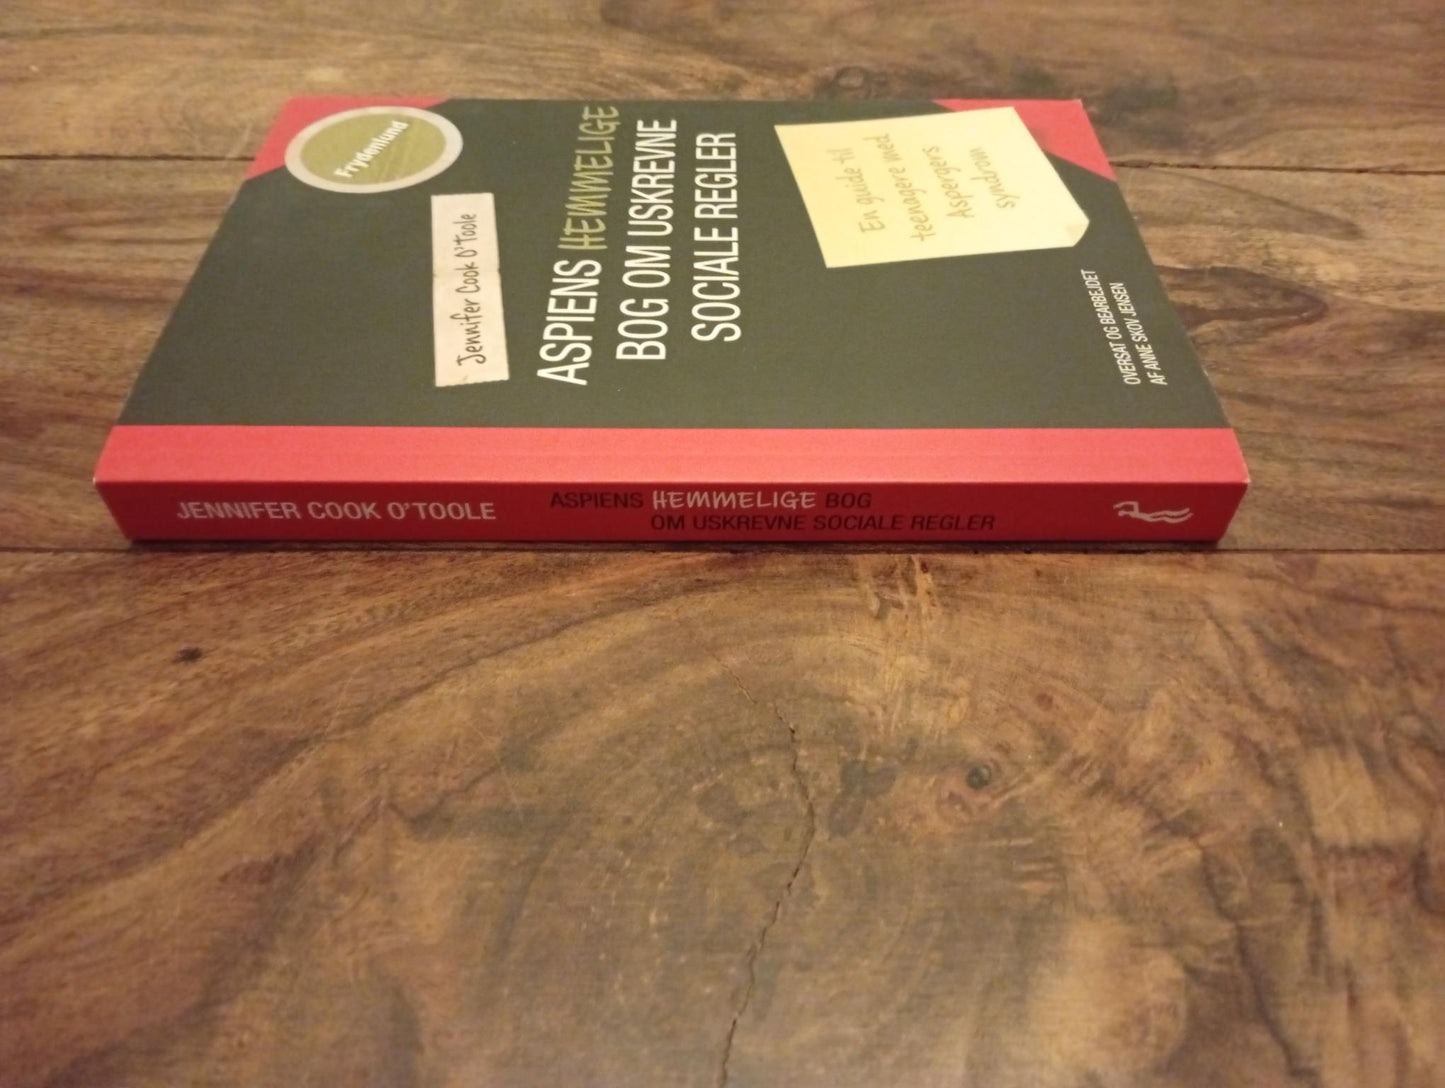 Frydenlund
Jennifer Cook O'Toole
ASPIENS HEMMELIGE
BOG OM USKREVNE
SOCIALE REGLER
En guide til
teenagere med
Aspergers
syndrom
OVERSAT OG BEARBEJDET
AF ANNE SKOV JENSEN
JENNIFER COOK O'TOOLE
ASPIENS HEMMELIGE BOG
OM USKREVNE SOCIALE REGLER